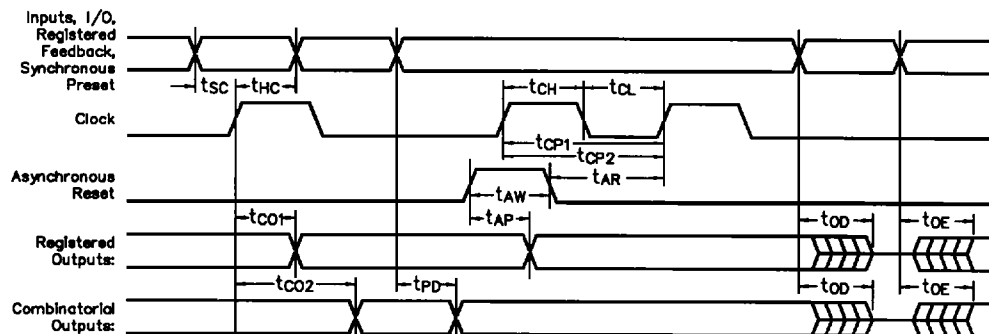 Inputs, I/O,
Registered
Feedback,
Synchronous
Preset
tSC
tHC
tCH
tCL
Clock
tCP1
tCP2
tAR
Asynchronous
Reset
tAW
tAP
tCO1
tOD
tOE
Registered
Outputs:
tCO2
tPD
tOD
tOE
Combinatorial
Outputs: